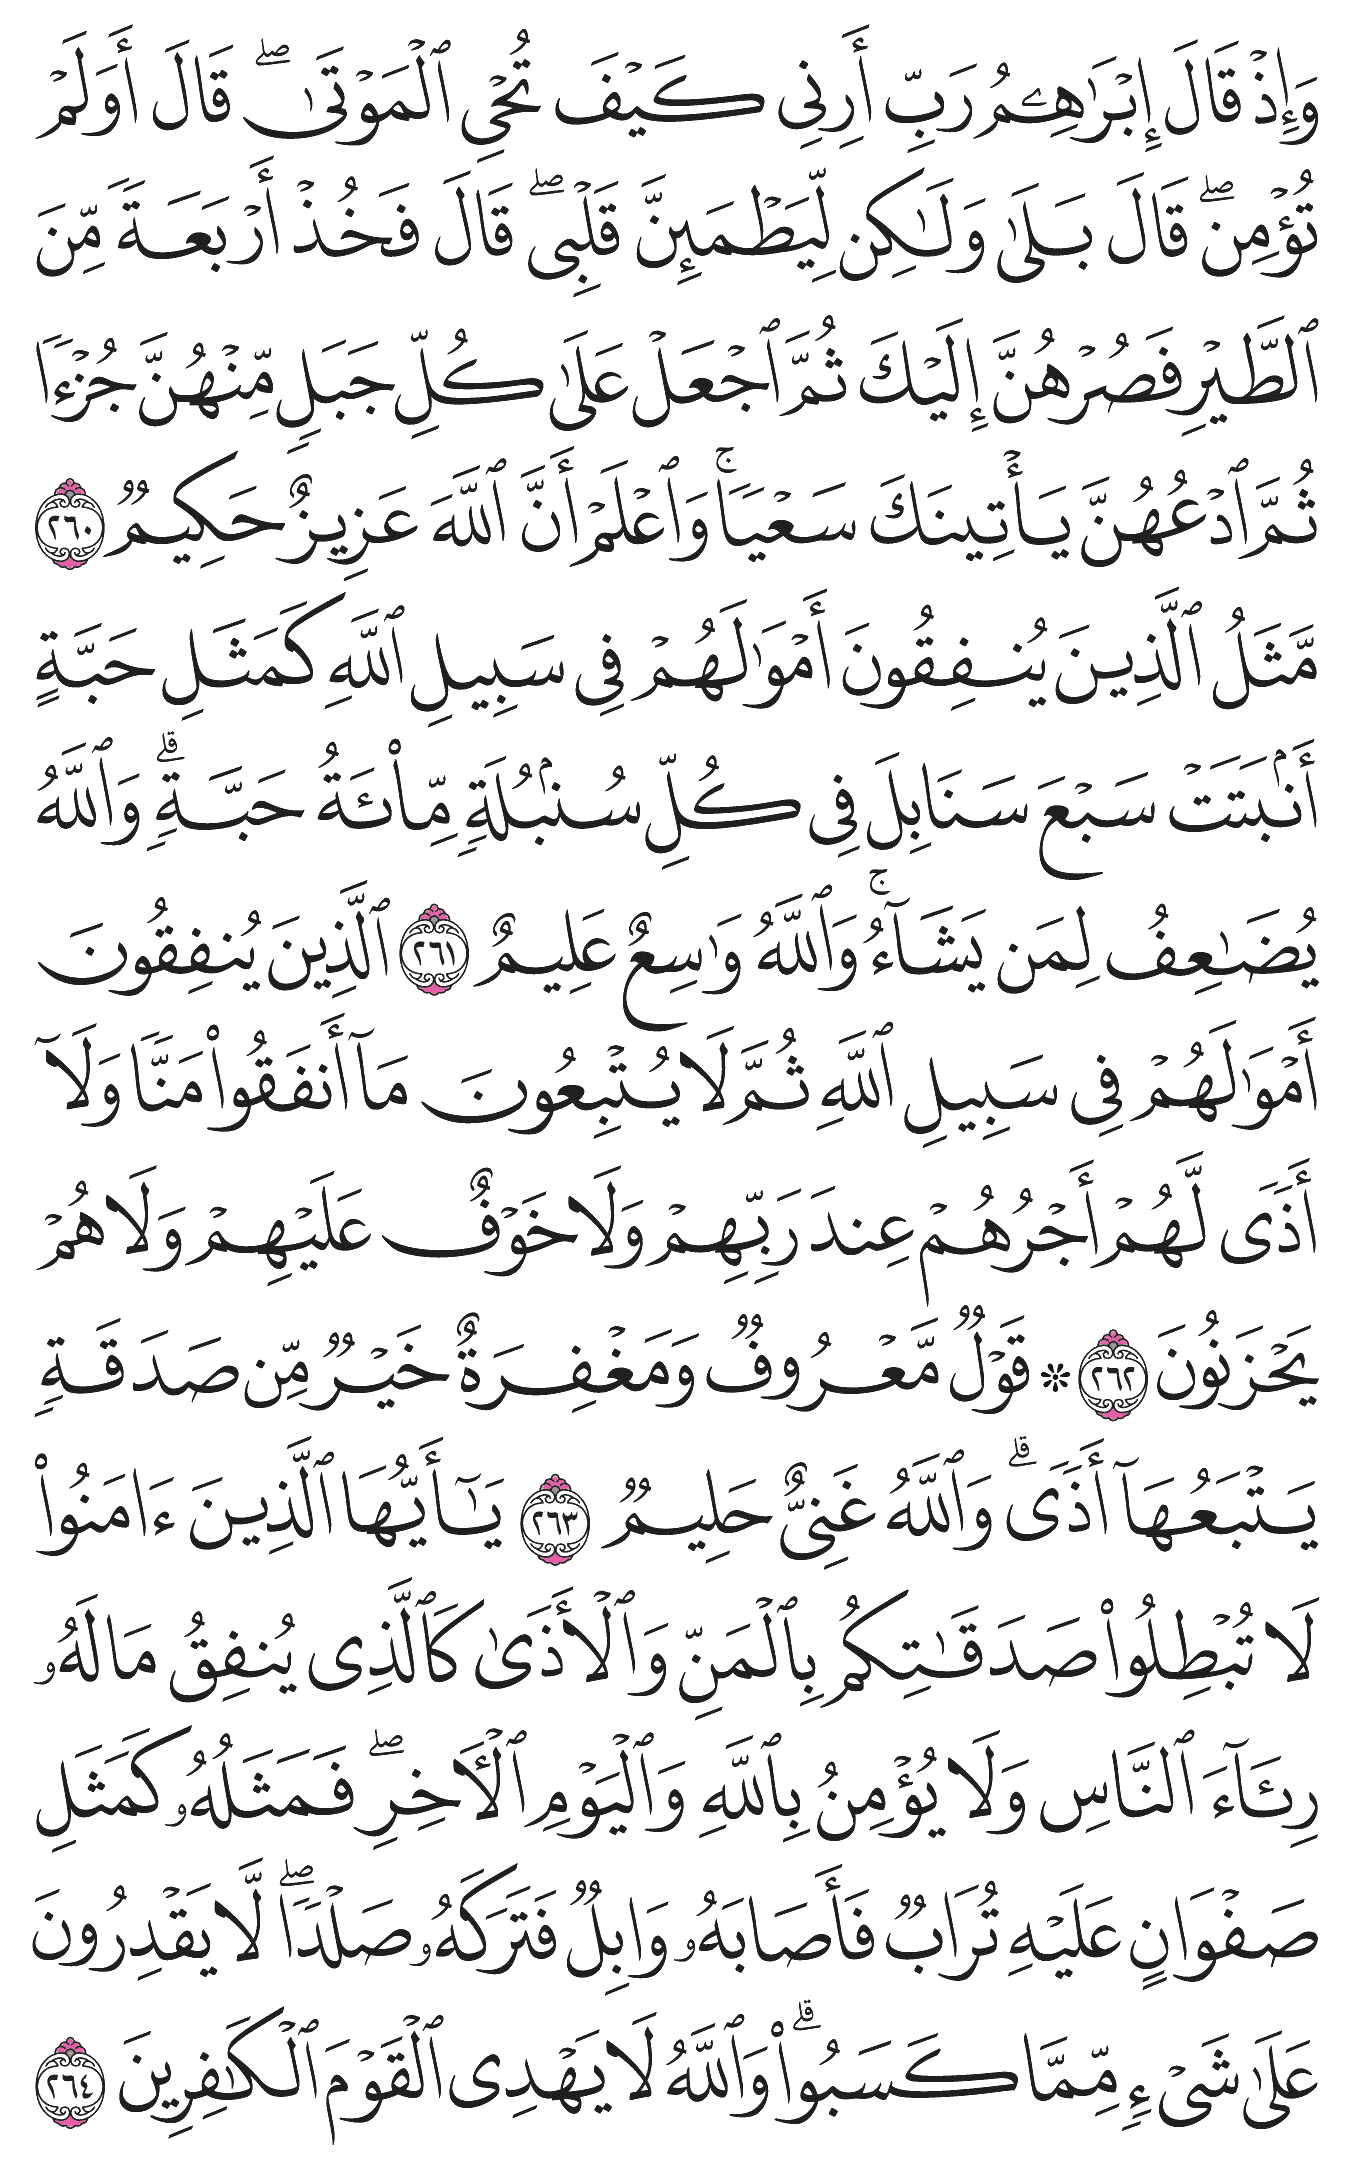 وَإِذۡ قَالَ إِبۡرَٰهِـۧمُ رَبِّ أَرِنِي كَيۡفَ تُحۡيِ ٱلۡمَوۡتَىٰۖ قَالَ أَوَلَمۡ
تُؤۡمِنۖ قَالَ بَلَىٰ وَلَٰكِن لِّيَطۡمَئِنَّ قَلۡبِيۖ قَالَ فَخُذۡ أَرۡبَعَةٗ مِّنَ
ٱلطَّيۡرِ فَصُرۡهُنَّ إِلَيۡكَ ثُمَّ ٱجۡعَلۡ عَلَىٰ كُلِّ جَبَلٖ مِّنۡهُنَّ جُزۡءٗا
ثُمَّ ٱدۡعُهُنَّ يَأۡتِينَكَ سَعۡيٗاۚ وَٱعۡلَمۡ أَنَّ ٱللَّهَ عَزِيزٌ حَكِيمٞ ٢٦٠
مَّثَلُ ٱلَّذِينَ يُنفِقُونَ أَمۡوَٰلَهُمۡ فِي سَبِيلِ ٱللَّهِ كَمَثَلِ حَبَّةٍ
أَنۢبَتَتۡ سَبۡعَ سَنَابِلَ فِي كُلِّ سُنۢبُلَةٖ مِّاْئَةُ حَبَّةٖۗ وَٱللَّهُ
يُضَٰعِفُ لِمَن يَشَآءُۚ وَٱللَّهُ وَٰسِعٌ عَلِيمٌ ٢٦١ ٱلَّذِينَ يُنفِقُونَ
أَمۡوَٰلَهُمۡ فِي سَبِيلِ ٱللَّهِ ثُمَّ لَا يُتۡبِعُونَ مَآ أَنفَقُواْ مَنّٗا وَلَآ
أَذٗى لَّهُمۡ أَجۡرُهُمۡ عِندَ رَبِّهِمۡ وَلَا خَوۡفٌ عَلَيۡهِمۡ وَلَا هُمۡ
يَحۡزَنُونَ ٢٦٢ ۞ قَوۡلٞ مَّعۡرُوفٞ وَمَغۡفِرَةٌ خَيۡرٞ مِّن صَدَقَةٖ
يَتۡبَعُهَآ أَذٗىۗ وَٱللَّهُ غَنِيٌّ حَلِيمٞ ٢٦٣ يَٰٓأَيُّهَا ٱلَّذِينَ ءَامَنُواْ
لَا تُبۡطِلُواْ صَدَقَٰتِكُم بِٱلۡمَنِّ وَٱلۡأَذَىٰ كَٱلَّذِي يُنفِقُ مَالَهُۥ
رِئَآءَ ٱلنَّاسِ وَلَا يُؤۡمِنُ بِٱللَّهِ وَٱلۡيَوۡمِ ٱلۡأٓخِرِۖ فَمَثَلُهُۥ كَمَثَلِ
صَفۡوَانٍ عَلَيۡهِ تُرَابٞ فَأَصَابَهُۥ وَابِلٞ فَتَرَكَهُۥ صَلۡدٗاۖ لَّا يَقۡدِرُونَ
عَلَىٰ شَيۡءٖ مِّمَّا كَسَبُواْۗ وَٱللَّهُ لَا يَهۡدِي ٱلۡقَوۡمَ ٱلۡكَٰفِرِينَ ٢٦٤